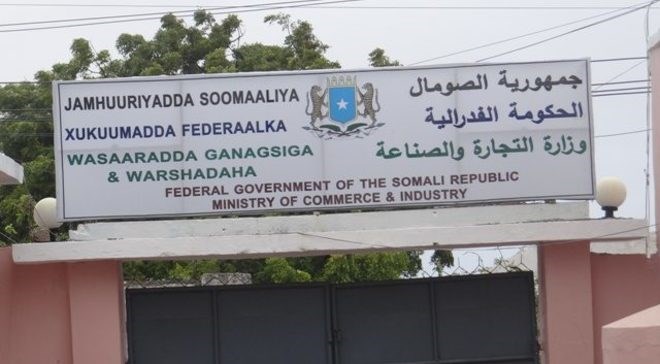 JAMHUURIYADDA SOOMAALIYA
XUKUUMADDA FEDERAALKA
WASAARADDA GANAGSIGA
& WARSHADAHA
جمهورية الصومال
الحكومة الفدرالية
وزارة التجارة والصناعة
FEDERAL GOVERNMENT OF THE SOMALI REPUBLIC
MINISTRY OF COMMERCE & INDUSTRY